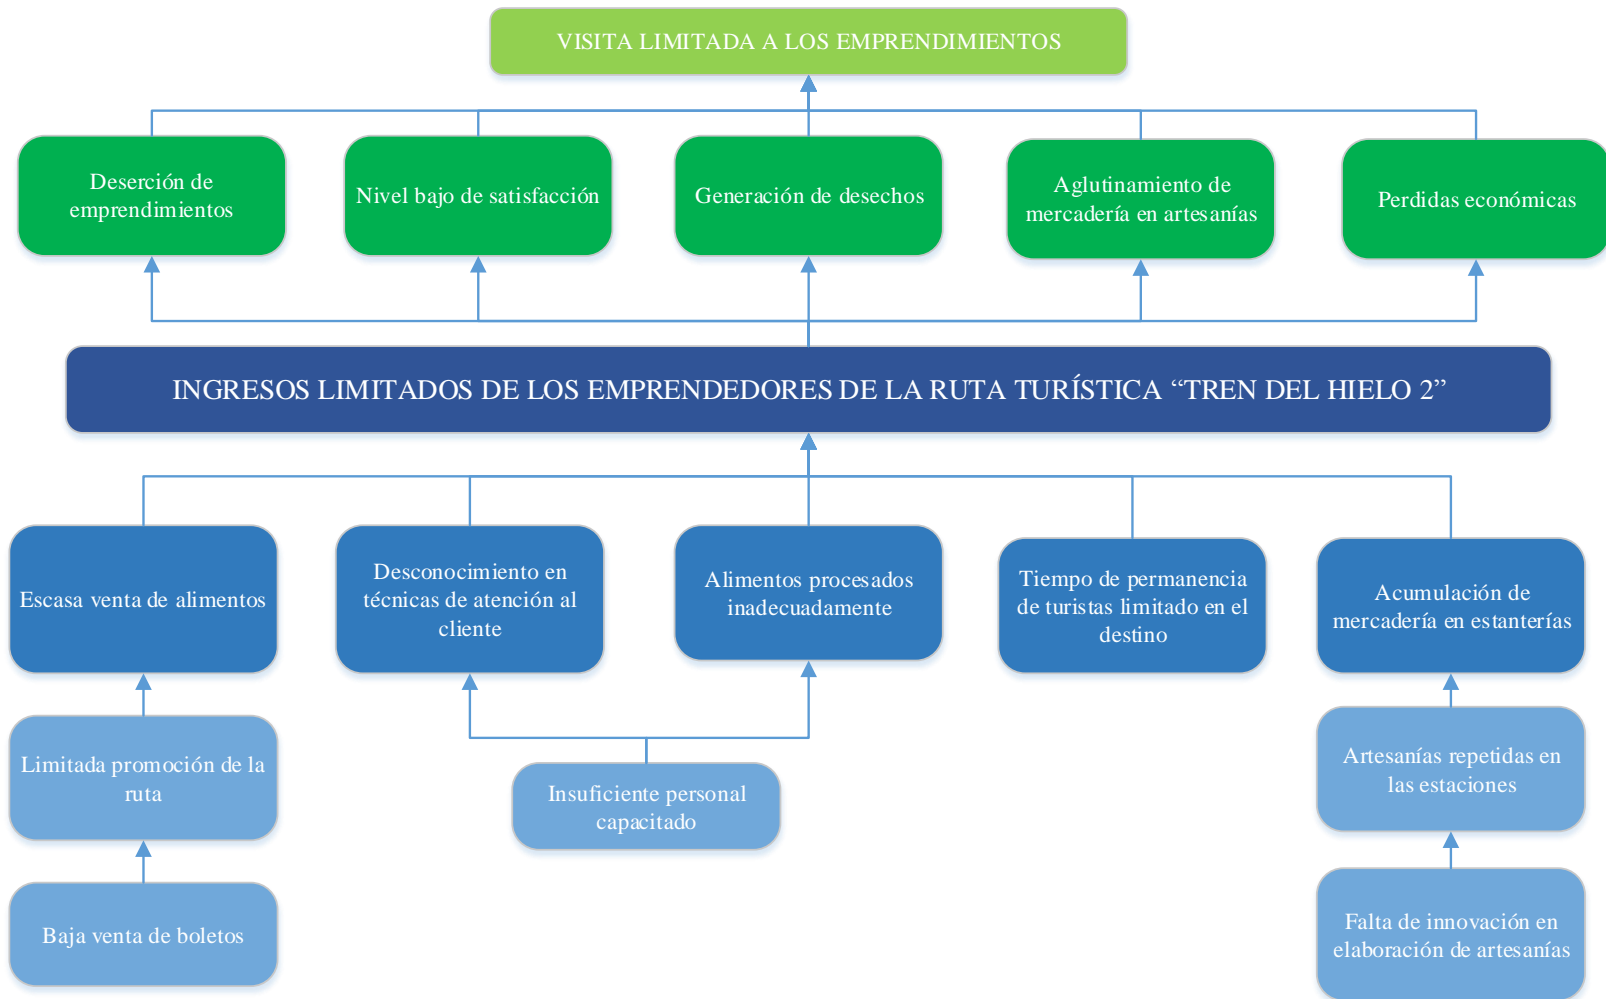 VISITA LIMITADA A LOS EMPRENDIMIENTOS
Deserción de
emprendimientos
Nivel bajo de satisfacción
Generación de desechos
Aglutinamiento de
mercadería en artesanías
Perdidas económicas
INGRESOS LIMITADOS DE LOS EMPRENDEDORES DE LA RUTA TURÍSTICA “TREN DEL HIELO 2”
Escasa venta de alimentos
Desconocimiento en
técnicas de atención al
cliente
Alimentos procesados
inadecuadamente
Tiempo de permanencia
de turistas limitado en el
destino
Acumulación de
mercadería en estanterías
Limitada promoción de la
ruta
Insuficiente personal
capacitado
Artesanías repetidas en
las estaciones
Baja venta de boletos
Falta de innovación en
elaboración de artesanías